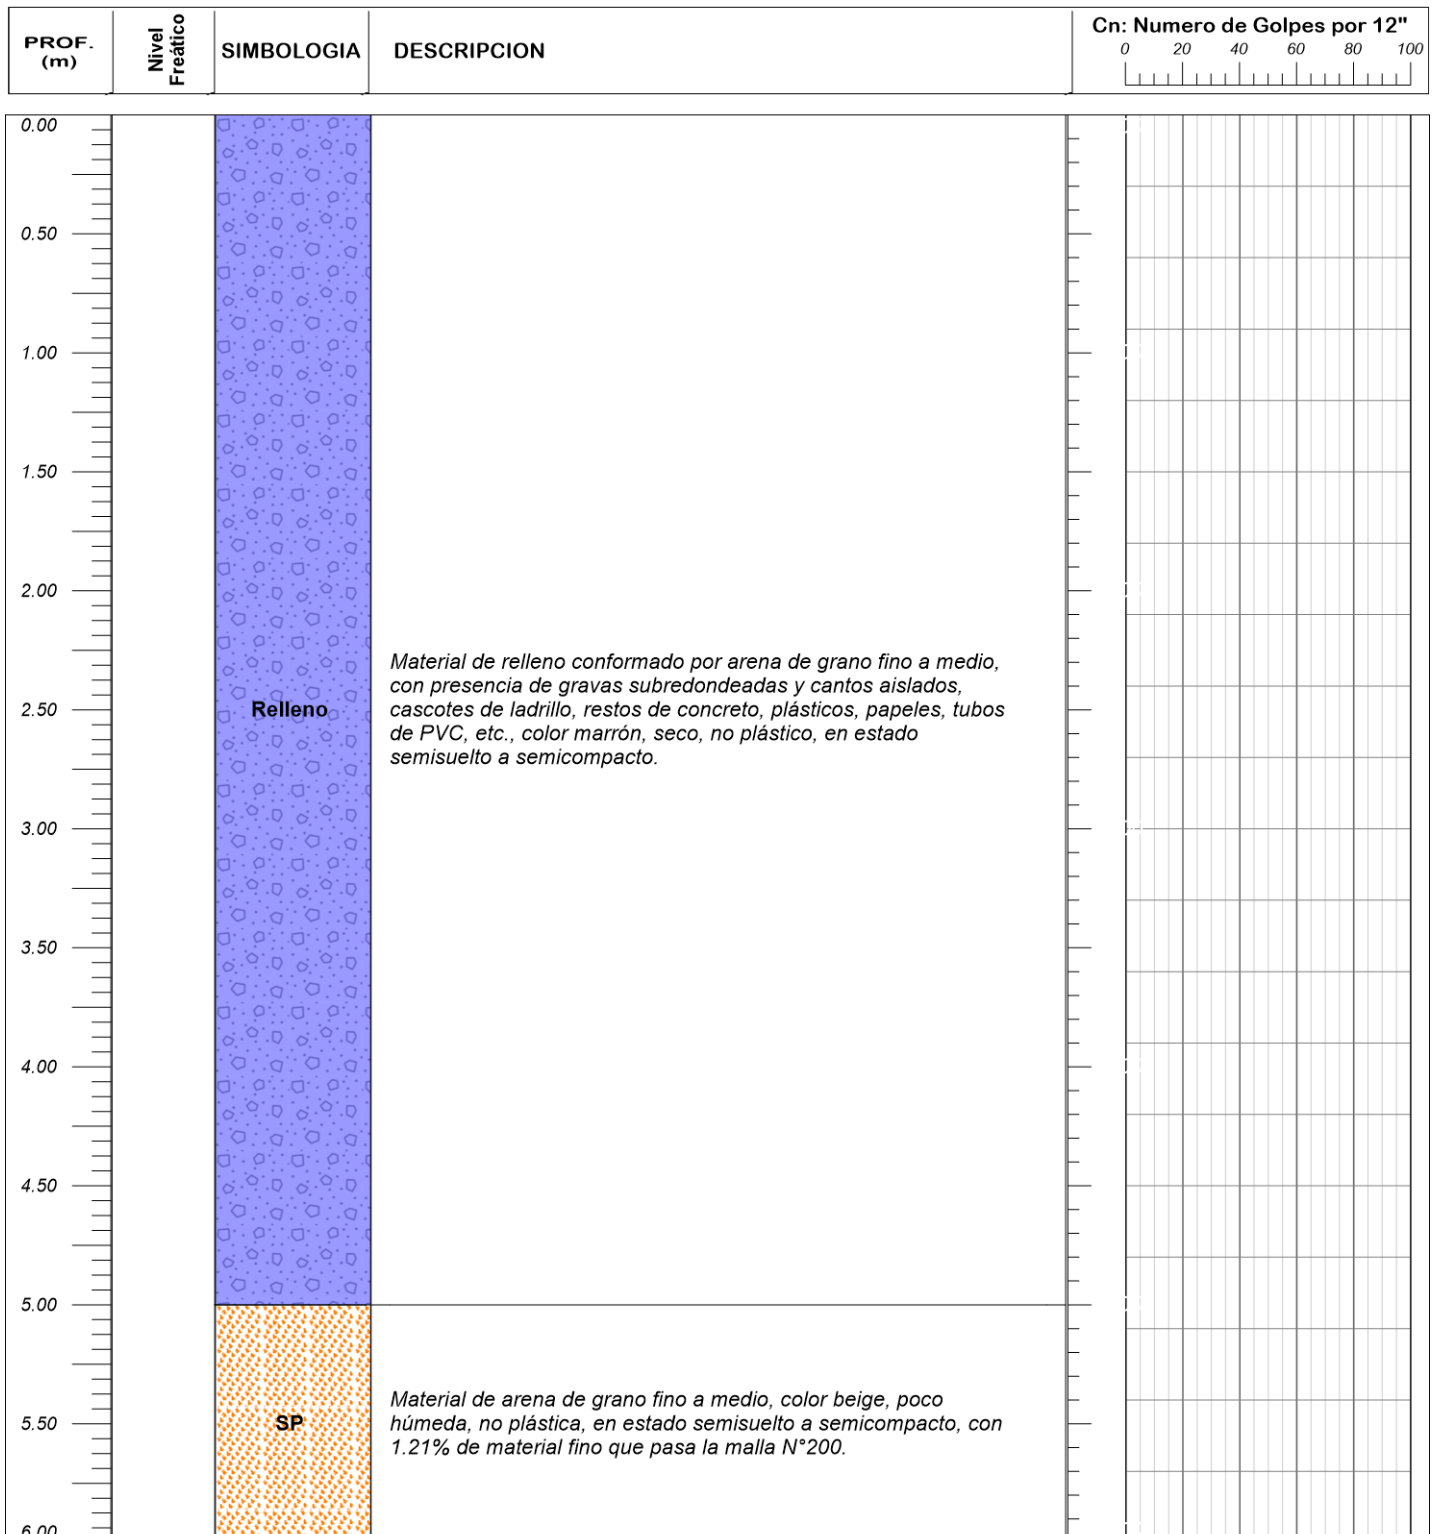 PROF.
(m)
Nivel
Freático
SIMBOLOGIA
DESCRIPCION
Cn: Numero de Golpes por 12"
0 20 40 60 80 100
0.00
0.50
1.00
1.50
2.00
2.50
3.00
3.50
4.00
4.50
5.00
5.50
6.00
Relleno
Material de relleno conformado por arena de grano fino a medio,
con presencia de gravas subredondeadas y cantos aislados,
cascotes de ladrillo, restos de concreto, plásticos, papeles, tubos
de PVC, etc., color marrón, seco, no plástico, en estado
semisuelto a semicompacto.
SP
Material de arena de grano fino a medio, color beige, poco
húmeda, no plástica, en estado semisuelto a semicompacto, con
1.21% de material fino que pasa la malla N°200.